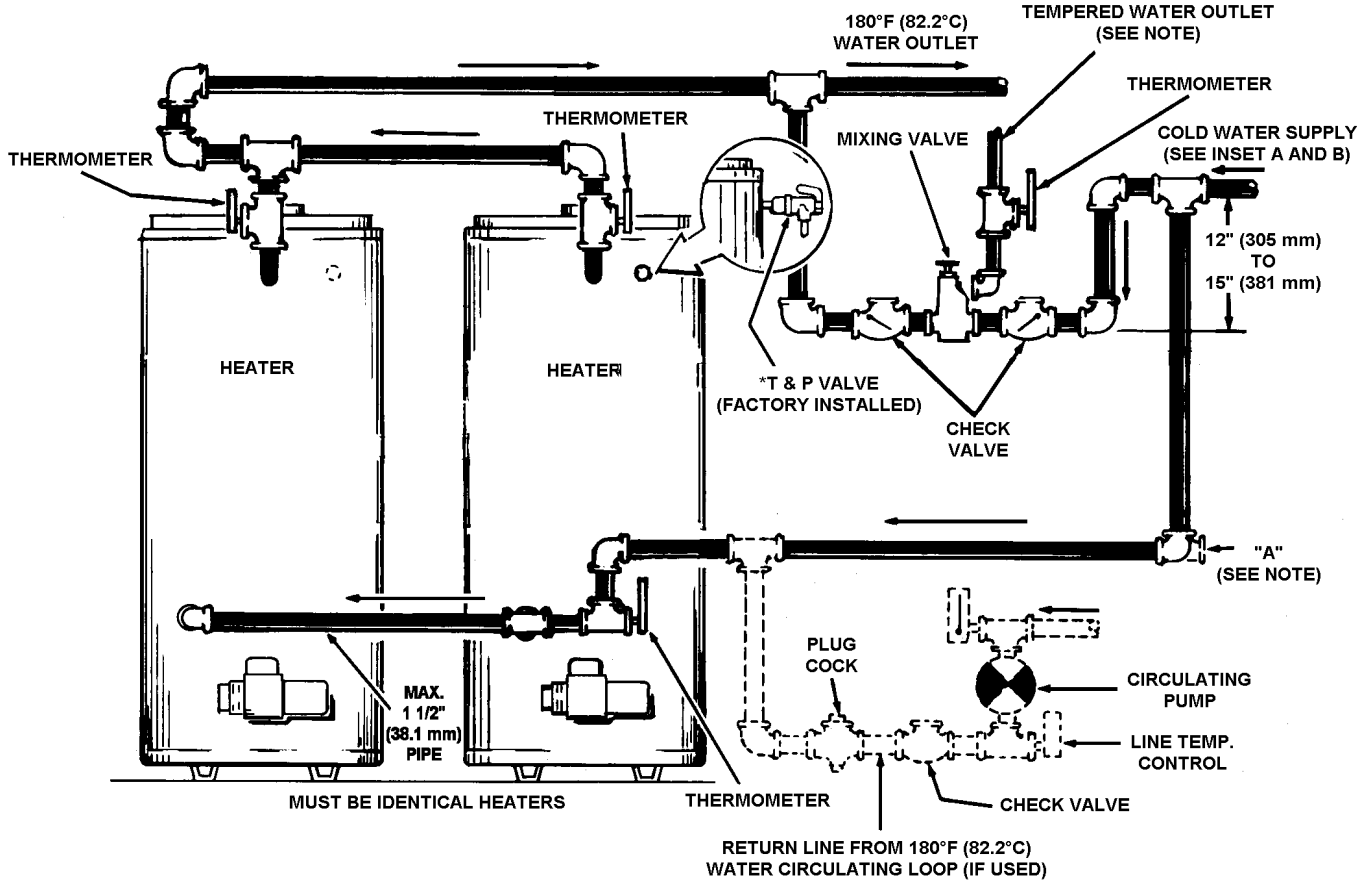 180°F (82.2°C)
WATER OUTLET
TEMPERED WATER OUTLET
(SEE NOTE)
THERMOMETER
THERMOMETER
MIXING VALVE
COLD WATER SUPPLY
(SEE INSET A AND B)
THERMOMETER
12" (305 mm)
TO
15" (381 mm)
HEATER
HEATER
*T & P VALVE
(FACTORY INSTALLED)
CHECK
VALVE
"A"
(SEE NOTE)
PLUG
COCK
MAX.
1 1/2"
(38.1 mm)
PIPE
CIRCULATING
PUMP
LINE TEMP.
CONTROL
MUST BE IDENTICAL HEATERS
THERMOMETER
CHECK VALVE
RETURN LINE FROM 180°F (82.2°C)
WATER CIRCULATING LOOP (IF USED)